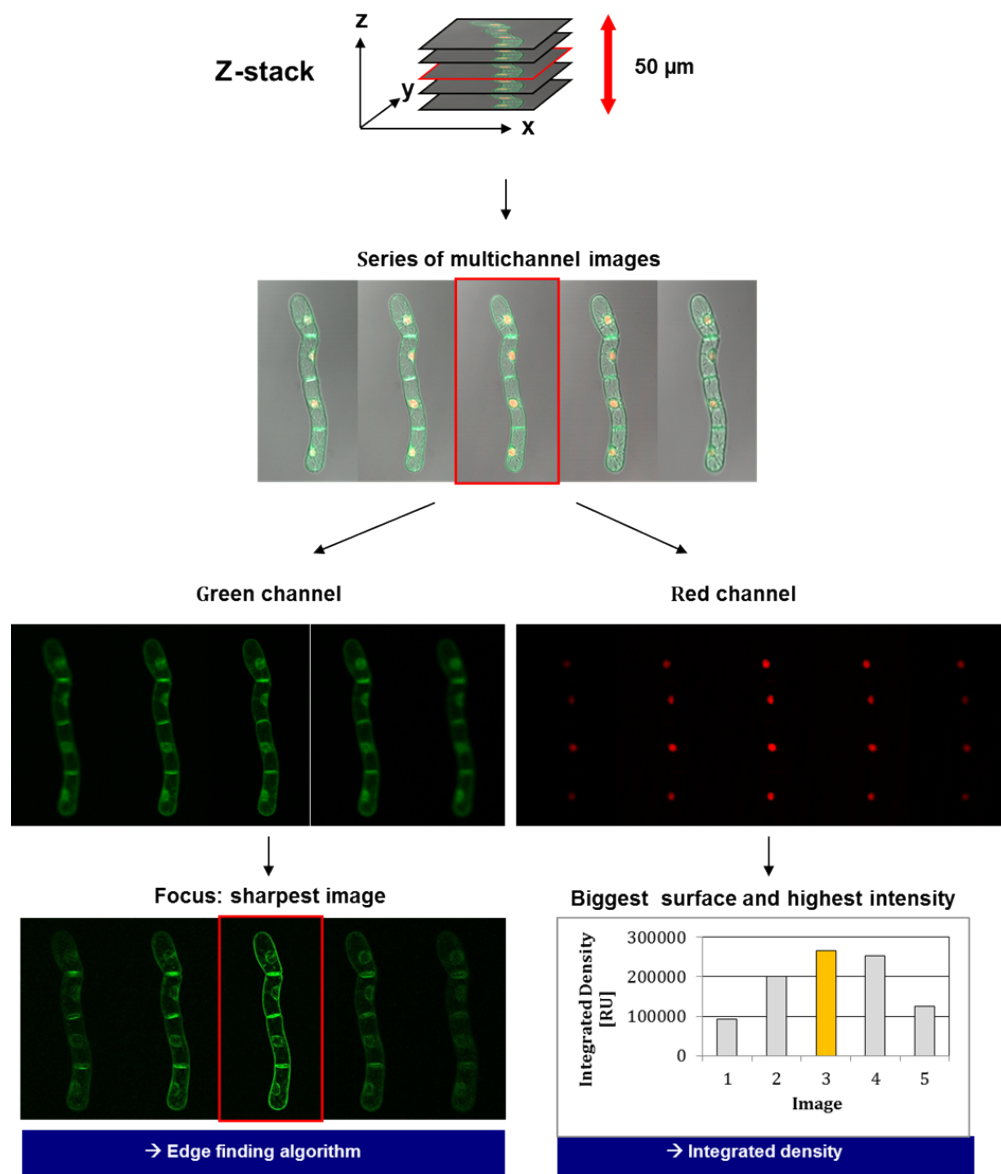 z
Z-stack
y
x
50 µm
Series of multichannel images
Green channel
Red channel
Focus: sharpest image
Biggest surface and highest intensity
Integrated Density
[RU]
300000
200000
100000
0
1 2 3 4 5
Image
→ Edge finding algorithm
→ Integrated density